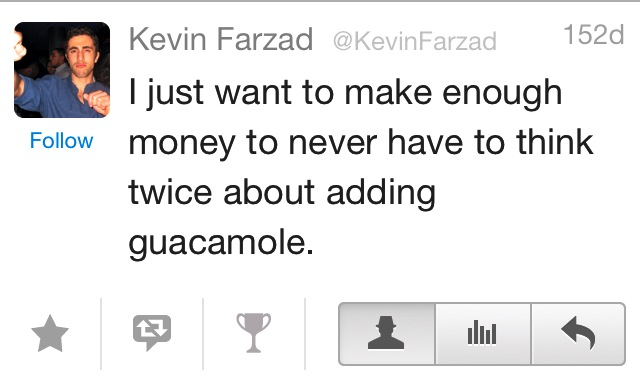 Kevin Farzad @KevinFarzad 152d
I just want to make enough
money to never have to think
twice about adding
guacamole.
Follow